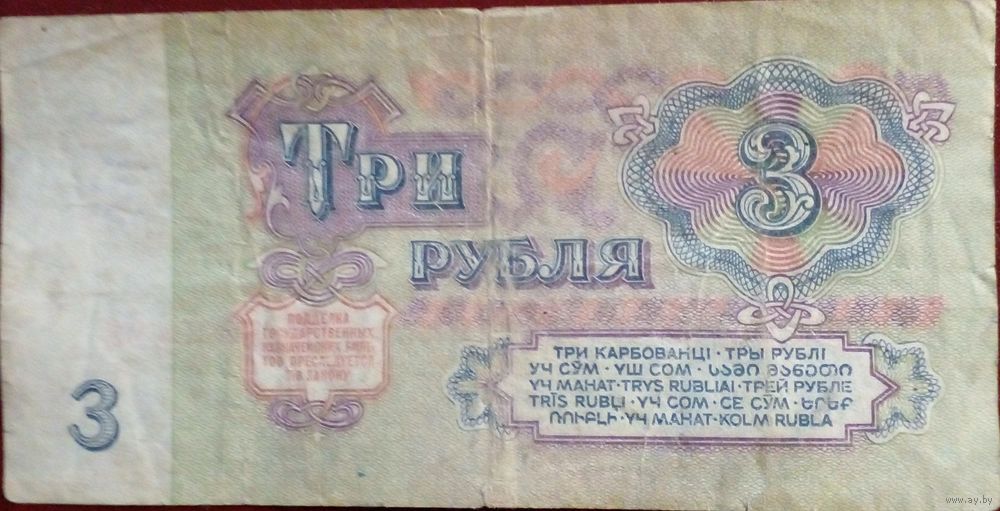 ТРИ
РУБЛЯ
3
ПОДДЕЛКА
ГОСУДАРСТВЕННЫХ
КАЗНАЧЕЙСКИХ БИЛЕ-
ТОВ ПРЕСЛЕДУЕТСЯ
ПО ЗАКОНУ
3
ТРИ КАРБОВАНЦІ · ТРЫ РУБЛІ
УЧ СЎМ · ҮШ СОМ · ᲡᲐᲛᲘ ᲛᲐᲜᲔᲗᲘ
ҮЧ МАНАТ · TRYS RUBLIAI · ТРЕЙ РУБЛЕ
TRĪS RUBĻI · ҮЧ СОМ · СЕ СЎМ · ԵՐԵՔ
ՌՈՒԲԼԻ · ҮЧ МАНАТ · KOLM RUBLA
www.ay.by